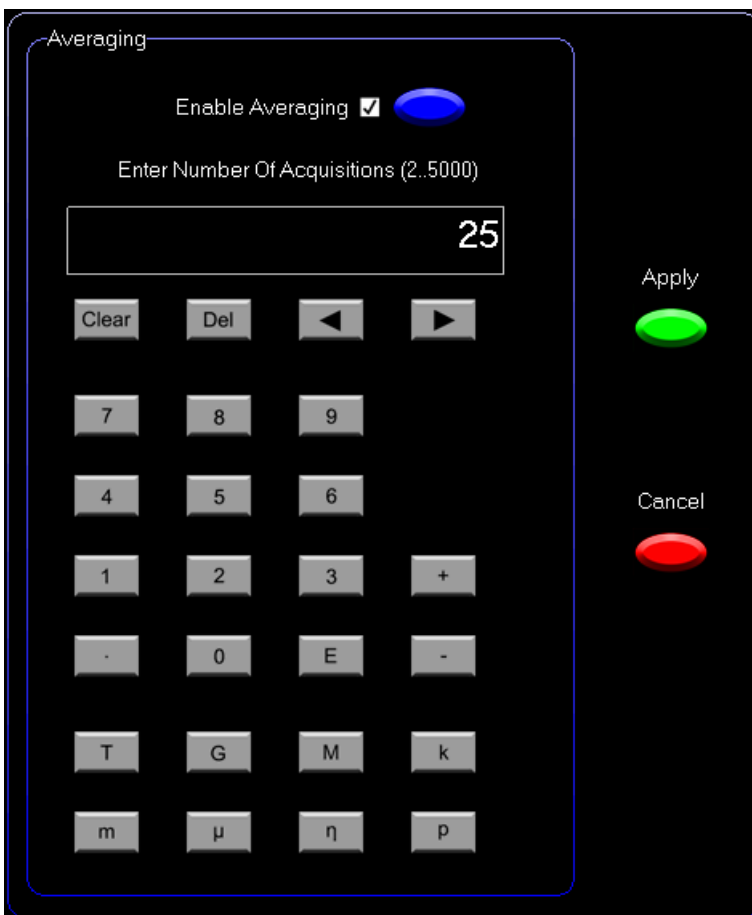 Averaging
Enable Averaging
Enter Number Of Acquisitions (2..5000)
25
Apply
Clear Del ◀ ▶
7 8 9
4 5 6
Cancel
1 2 3 +
. 0 E -
T G M k
m μ η p